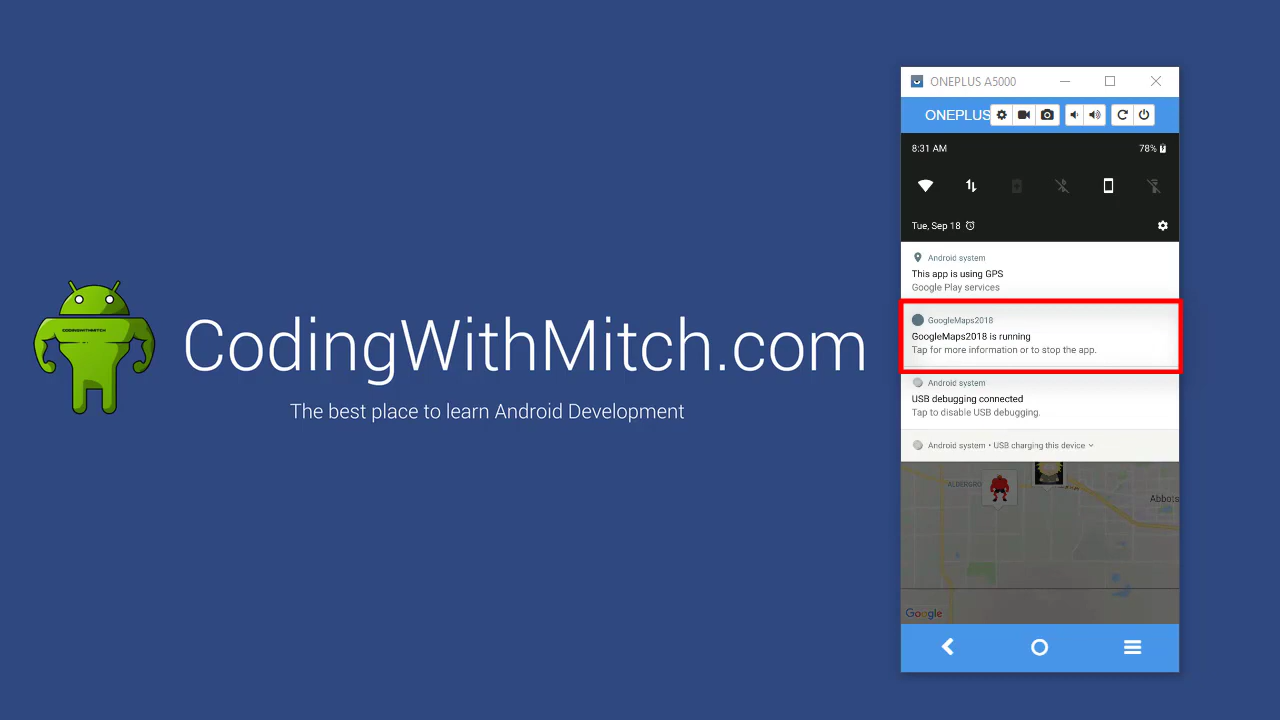 CODINGWITHMITCH
CodingWithMitch.com
The best place to learn Android Development
ONEPLUS A5000
ONEPLUS
8:31 AM
78%
Tue, Sep 18
Android system
This app is using GPS
Google Play services
GoogleMaps2018
GoogleMaps2018 is running
Tap for more information or to stop the app.
Android system
USB debugging connected
Tap to disable USB debugging.
Android system • USB charging this device
ALBERGRO
Abbots
Google